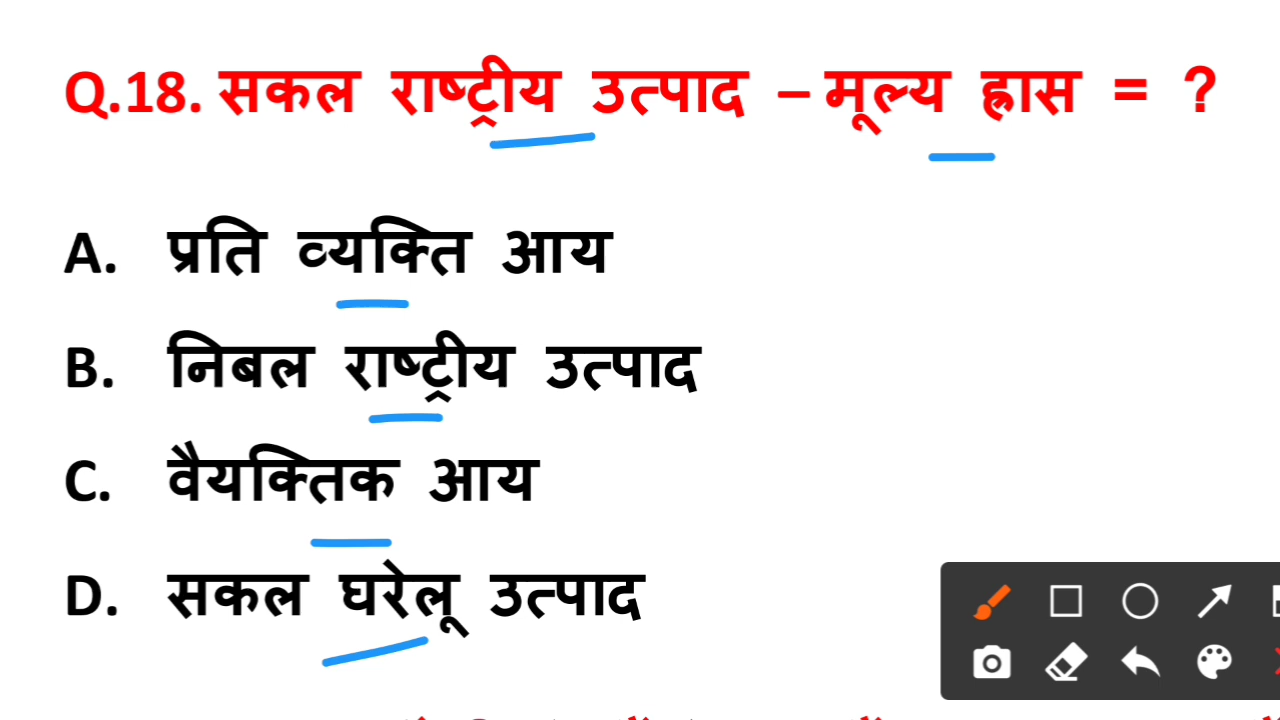 Q.18. सकल राष्ट्रीय उत्पाद – मूल्य ह्रास = ?
A. प्रति व्यक्ति आय
B. निबल राष्ट्रीय उत्पाद
C. वैयक्तिक आय
D. सकल घरेलू उत्पाद